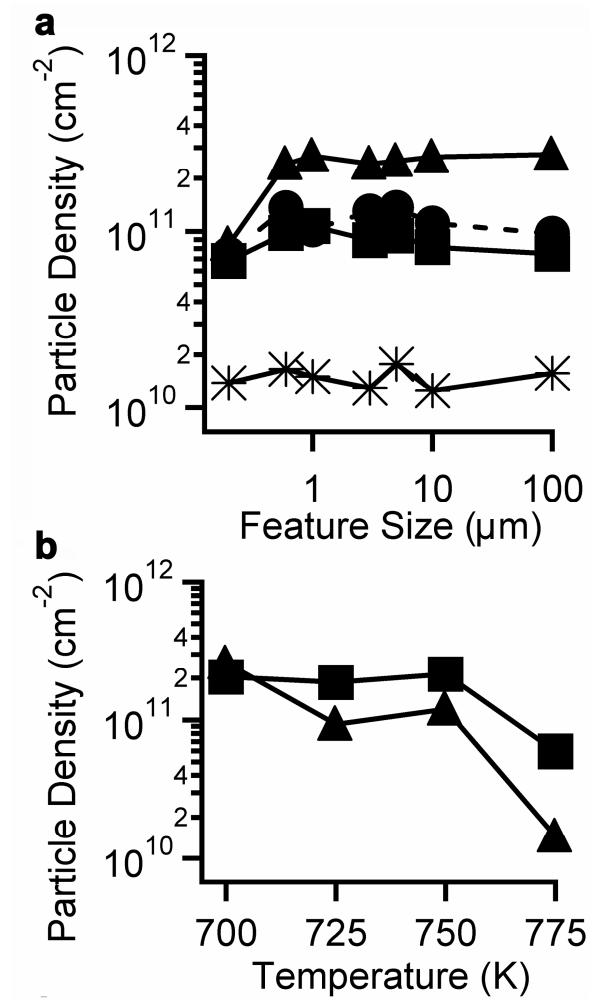 a
10^12
4
2
10^11
4
2
10^10
Particle Density (cm^-2)
1 10 100
Feature Size (µm)
b
10^12
4
2
10^11
4
2
10^10
Particle Density (cm^-2)
700 725 750 775
Temperature (K)